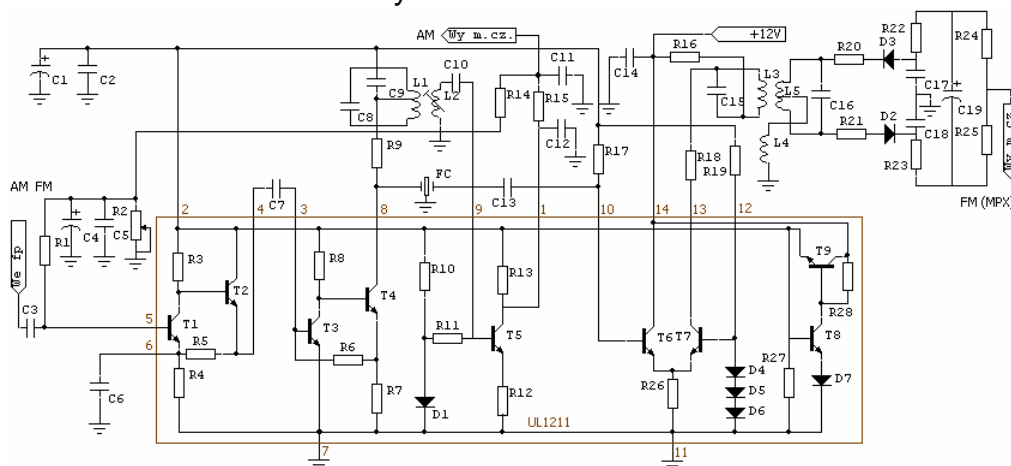 y
AM
Wy m.cz.
+12V
C1
C2
C8
C9
L1
L2
C10
C11
R14
R15
C12
C14
R16
C15
L3
L5
L4
C16
R20
R21
D3
D2
R22
R23
C17
C18
C19
R24
R25
FM (MPX)
R9
FC
C13
R17
R18
R19
AM FM
We fp
R1
C4
C5
R2
C3
C6
C7
2
4
3
8
9
1
10
14
13
12
5
6
7
11
R3
T1
T2
R5
R4
R8
T3
T4
R6
R7
R10
R11
D1
R13
T5
R12
T6
T7
R26
D4
D5
D6
R27
T9
R28
T8
D7
UL1211